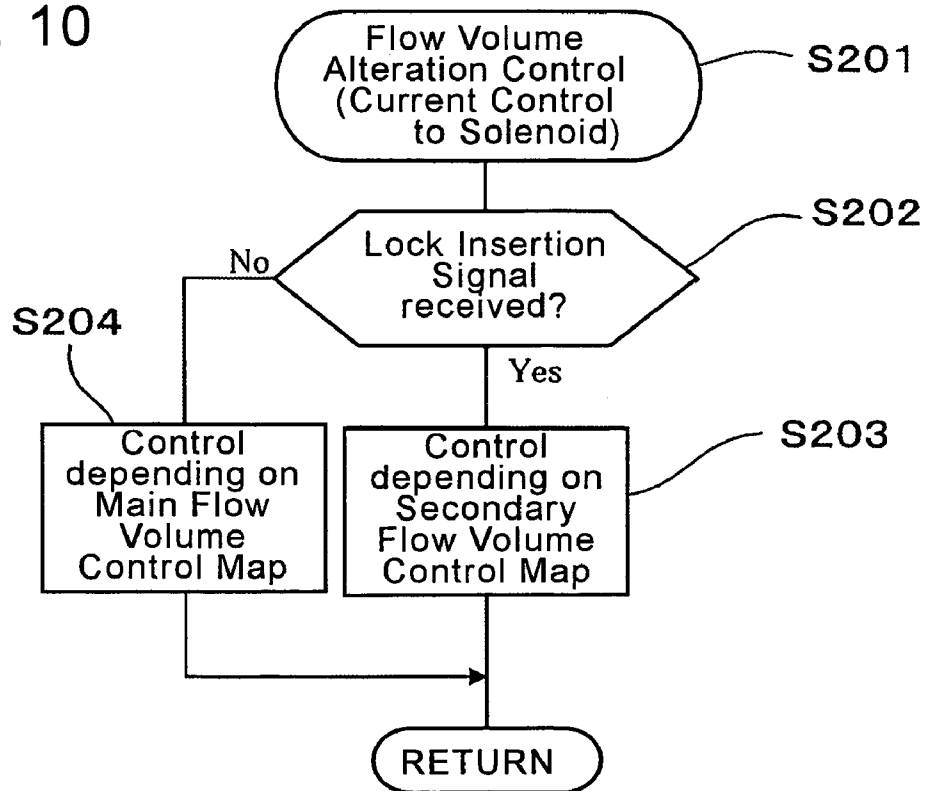 10
Flow Volume
Alteration Control
(Current Control
to Solenoid)
S201
Lock Insertion
Signal
received?
S202
No
Yes
S204
Control
depending on
Main Flow
Volume
Control Map
Control
depending on
Secondary
Flow Volume
Control Map
S203
RETURN